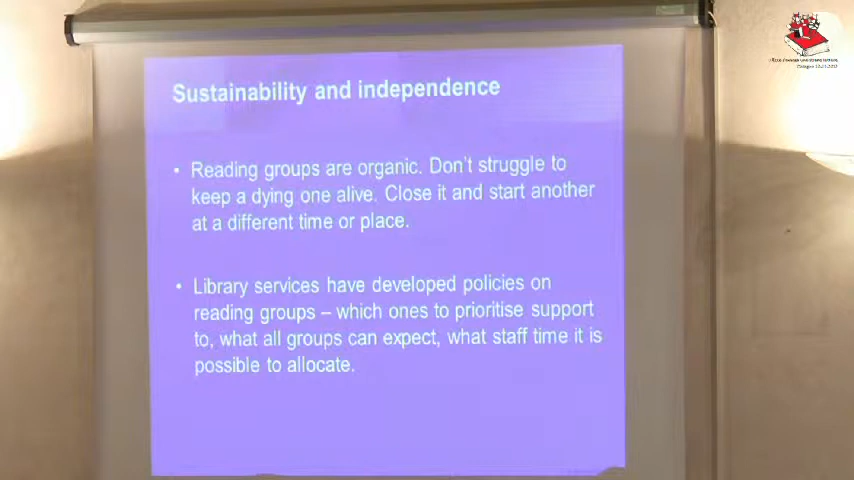 Sustainability and independence
• Reading groups are organic. Don't struggle to
keep a dying one alive. Close it and start another
at a different time or place.
• Library services have developed policies on
reading groups – which ones to prioritise support
to, what all groups can expect, what staff time it is
possible to allocate.